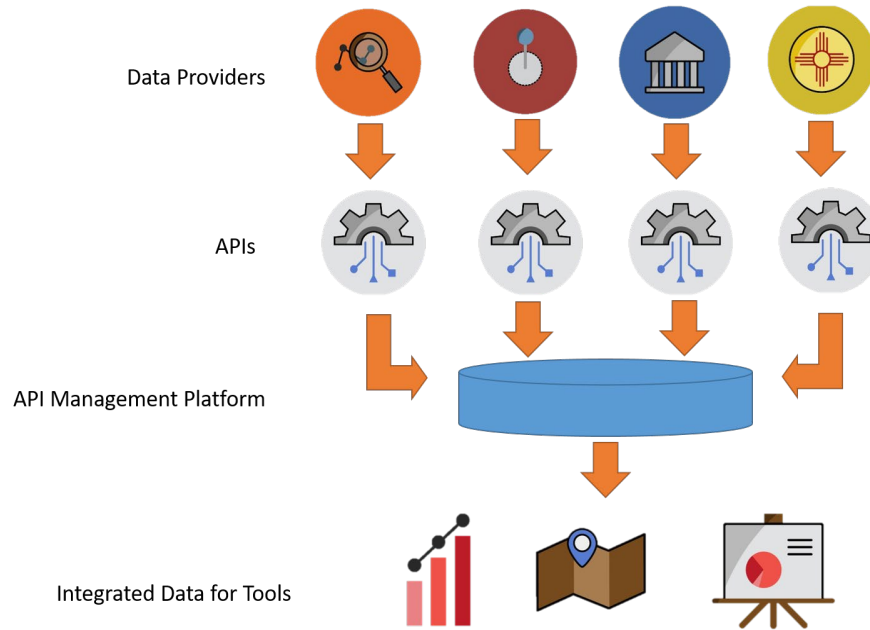 Data Providers
APIs
API Management Platform
Integrated Data for Tools